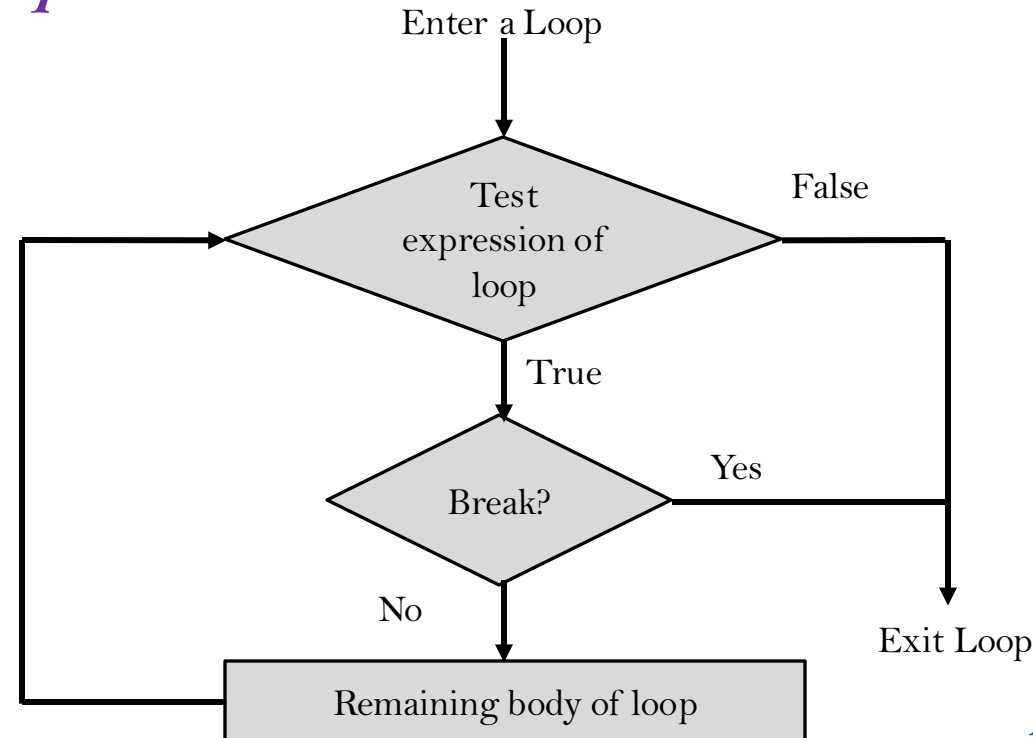 Enter a Loop
Test
expression of
loop
False
True
Break?
Yes
No
Exit Loop
Remaining body of loop